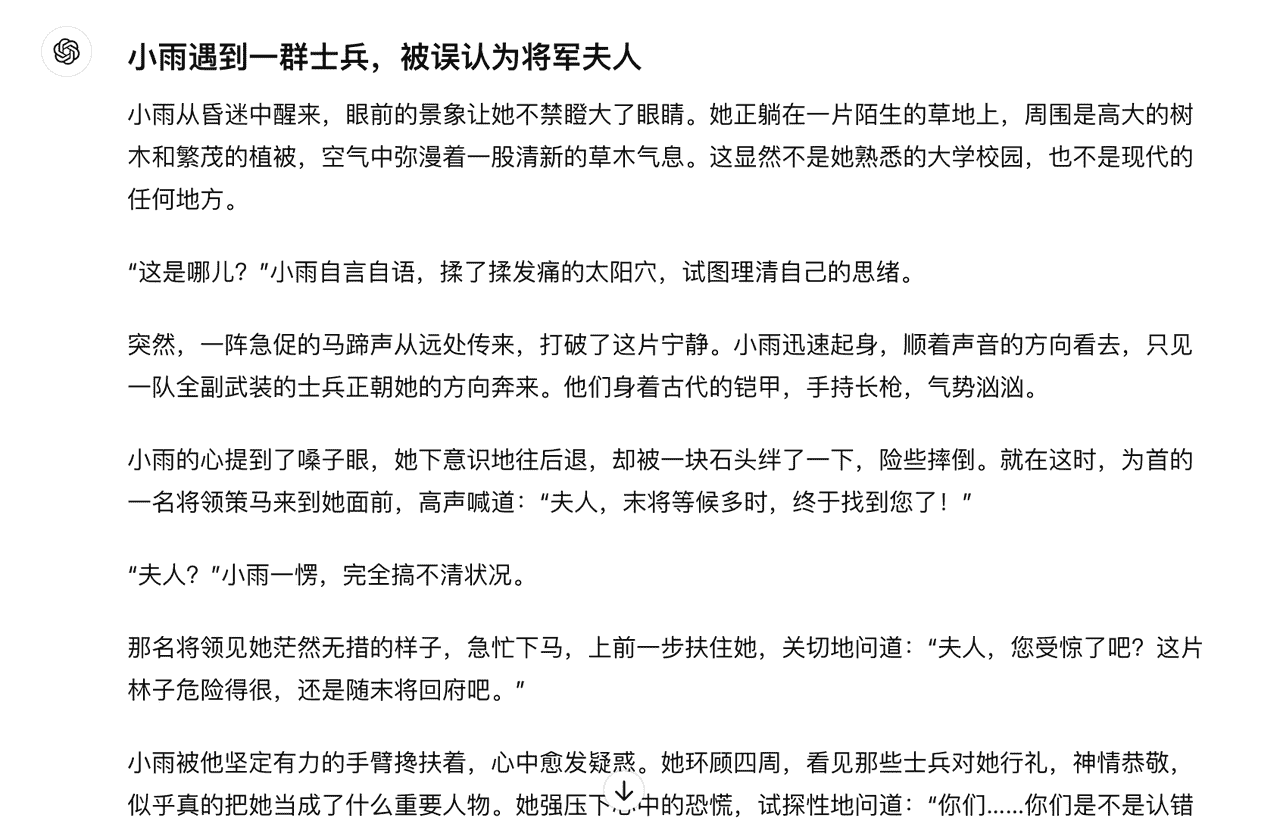 小雨遇到一群士兵，被误认为将军夫人
小雨从昏迷中醒来，眼前的景象让她不禁瞪大了眼睛。她正躺在一片陌生的草地上，周围是高大的树
木和繁茂的植被，空气中弥漫着一股清新的草木气息。这显然不是她熟悉的大学校园，也不是现代的
任何地方。
“这是哪儿？”小雨自言自语，揉了揉发痛的太阳穴，试图理清自己的思绪。
突然，一阵急促的马蹄声从远处传来，打破了这片宁静。小雨迅速起身，顺着声音的方向看去，只见
一队全副武装的士兵正朝她的方向奔来。他们身着古代的铠甲，手持长枪，气势汹汹。
小雨的心提到了嗓子眼，她下意识地往后退，却被一块石头绊了一下，险些摔倒。就在这时，为首的
一名将领策马来到她面前，高声喊道：“夫人，末将等候多时，终于找到您了！”
“夫人？”小雨一愣，完全搞不清状况。
那名将领见她茫然无措的样子，急忙下马，上前一步扶住她，关切地问道：“夫人，您受惊了吧？这片
林子危险得很，还是随末将回府吧。”
小雨被他坚定有力的手臂搀扶着，心中愈发疑惑。她环顾四周，看见那些士兵对她行礼，神情恭敬，
似乎真的把她当成了什么重要人物。她强压下心中的恐慌，试探性地问道：“你们……你们是不是认错